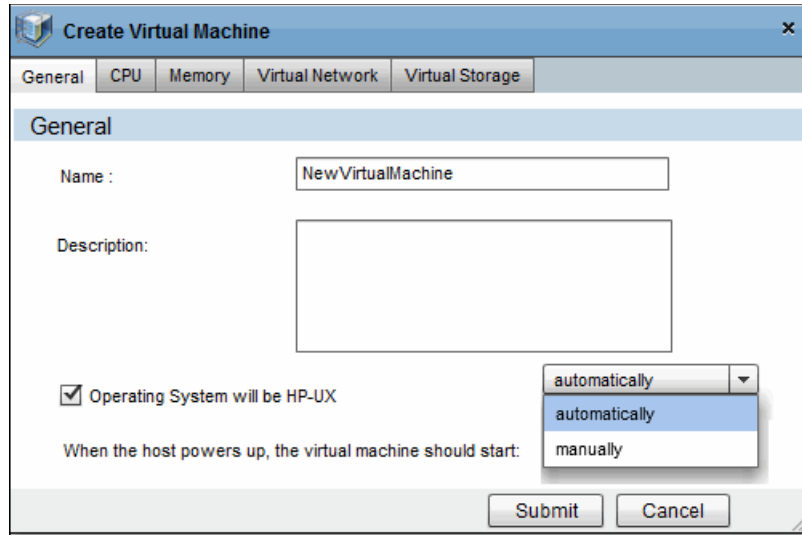 Create Virtual Machine
General CPU Memory Virtual Network Virtual Storage
General
Name : NewVirtualMachine
Description:
Operating System will be HP-UX
automatically
automatically
manually
When the host powers up, the virtual machine should start:
Submit Cancel